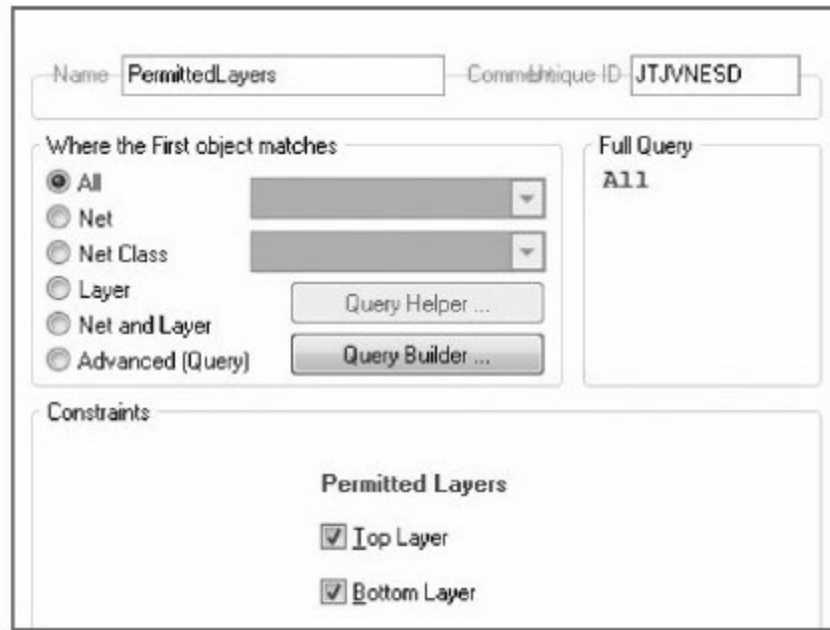 Name PermittedLayers Comment Unique ID JTJVNESD
Where the First object matches
All
Net
Net Class
Layer
Net and Layer
Advanced (Query)
Query Helper ...
Query Builder ...
Full Query
All
Constraints
Permitted Layers
Top Layer
Bottom Layer